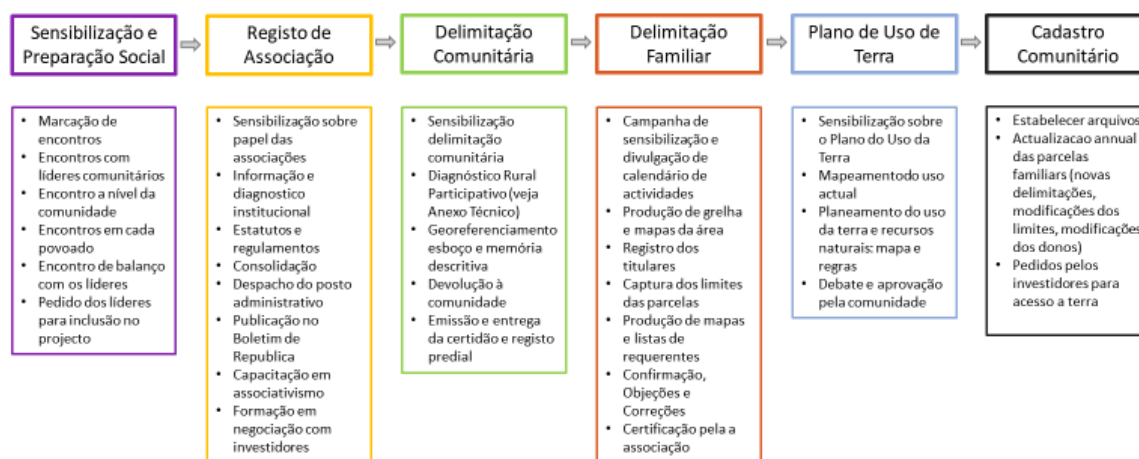 Sensibilização e
Preparação Social
Registo de
Associação
Delimitação
Comunitária
Delimitação
Familiar
Plano de Uso de
Terra
Cadastro
Comunitário
• Marcação de
encontros
• Encontros com
líderes comunitários
• Encontro a nível da
comunidade
• Encontros em cada
povoado
• Encontro de balanço
com os líderes
• Pedido dos líderes
para inclusão no
projecto
• Sensibilização sobre
papel das
associações
• Informação e
diagnostico
institucional
• Estatutos e
regulamentos
• Consolidação
• Despacho do posto
administrativo
• Publicação no
Boletim de
Republica
• Capacitação em
associativismo
• Formação em
negociação com
investidores
• Sensibilização
delimitação
comunitária
• Diagnóstico Rural
Participativo (veja
Anexo Técnico)
• Georeferenciamento
esboço e memória
descritiva
• Devolução à
comunidade
• Emissão e entrega
da certidão e registo
predial
• Campanha de
sensibilização e
divulgação de
calendário de
actividades
• Produção de grelha
e mapas da área
• Registro dos
titulares
• Captura dos limites
das parcelas
• Produção de mapas
e listas de
requerentes
• Confirmação,
Objeções e
Correções
• Certificação pela a
associação
• Sensibilização sobre
o Plano do Uso da
Terra
• Mapeamentodo uso
actual
• Planeamento do uso
da terra e recursos
naturais: mapa e
regras
• Debate e aprovação
pela comunidade
• Estabelecer arquivos
• Actualizacao annual
das parcelas
familiars (novas
delimitações,
modificações dos
limites, modificações
dos donos)
• Pedidos pelos
investidores para
acesso a terra